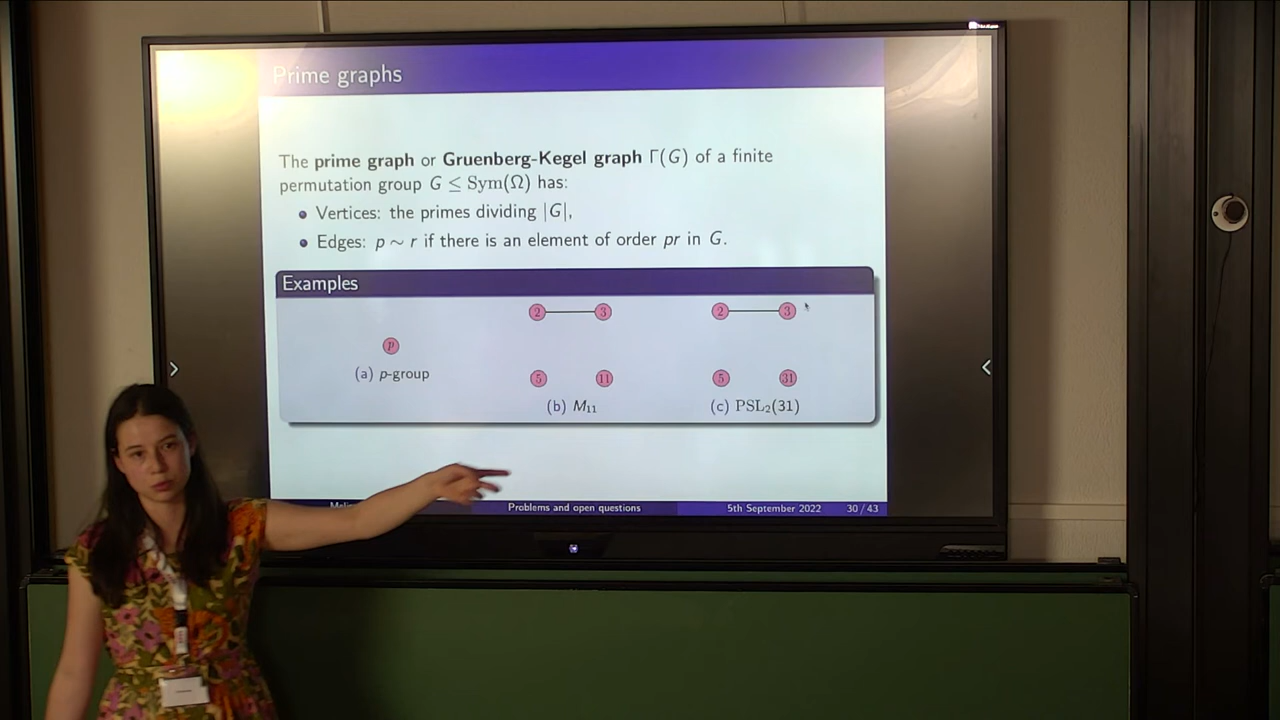 Prime graphs
The prime graph or Gruenberg-Kegel graph Γ(G) of a finite
permutation group G ≤ Sym(Ω) has:
• Vertices: the primes dividing |G|,
• Edges: p ∼ r if there is an element of order pr in G.
Examples
2 3 2 3
p
5 11 5 31
(a) p-group (b) M₁₁ (c) PSL₂(31)
Problems and open questions 5th September 2022 30 / 43